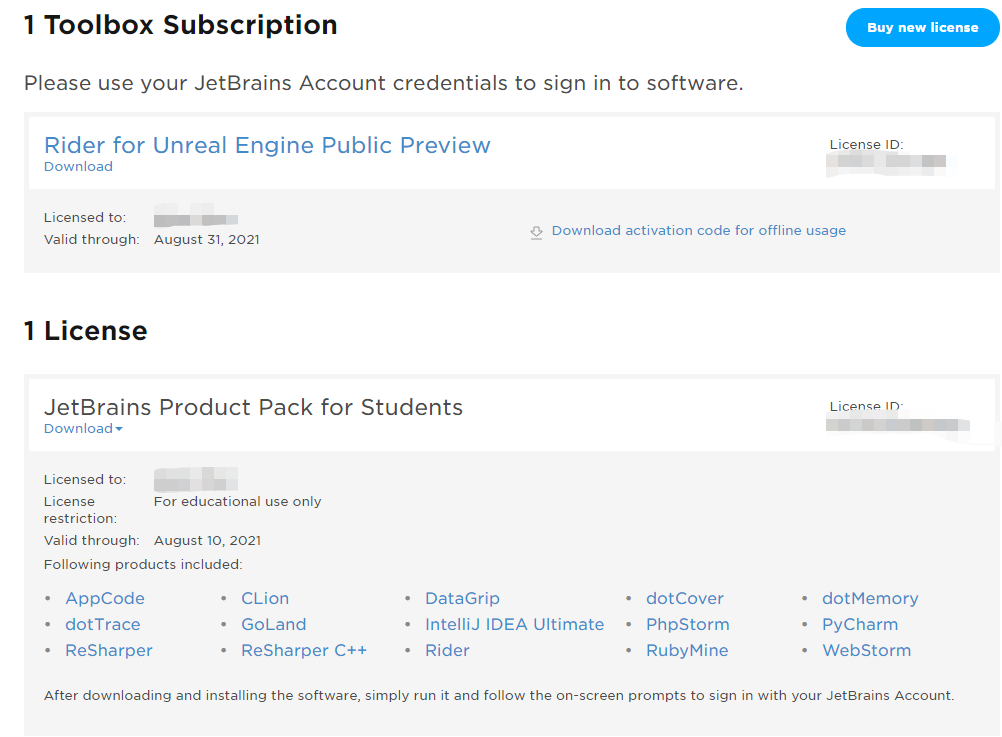 1 Toolbox Subscription
Buy new license
Please use your JetBrains Account credentials to sign in to software.
Rider for Unreal Engine Public Preview
Download
License ID:
Licensed to:
Valid through: August 31, 2021
Download activation code for offline usage
1 License
JetBrains Product Pack for Students
Download
License ID:
Licensed to:
License restriction: For educational use only
Valid through: August 10, 2021
Following products included:
• AppCode • CLion • DataGrip • dotCover • dotMemory
• dotTrace • GoLand • IntelliJ IDEA Ultimate • PhpStorm • PyCharm
• ReSharper • ReSharper C++ • Rider • RubyMine • WebStorm
After downloading and installing the software, simply run it and follow the on-screen prompts to sign in with your JetBrains Account.